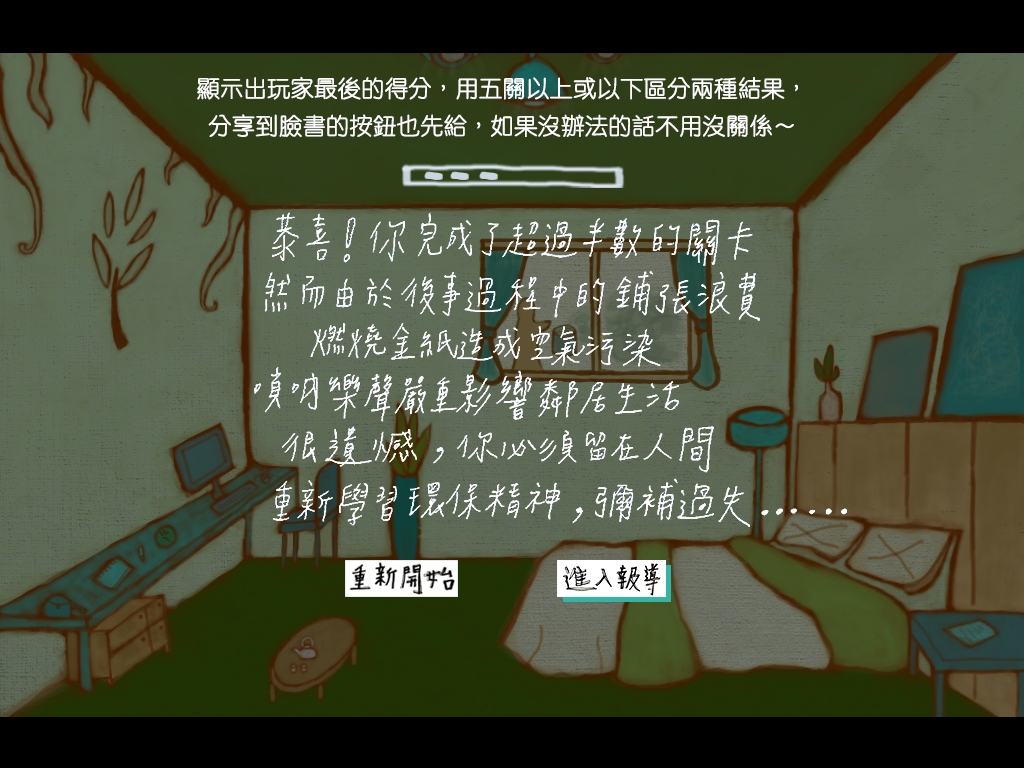 顯示出玩家最後的得分，用五關以上或以下區分兩種結果，
分享到臉書的按鈕也先給，如果沒辦法的話不用沒關係～
恭喜！你完成了超過半數的關卡
然而由於後事過程中的鋪張浪費
燃燒金紙造成空氣污染
嗩吶樂聲嚴重影響鄰居生活
很遺憾，你必須留在人間
重新學習環保精神，彌補過失......
重新開始
進入報導